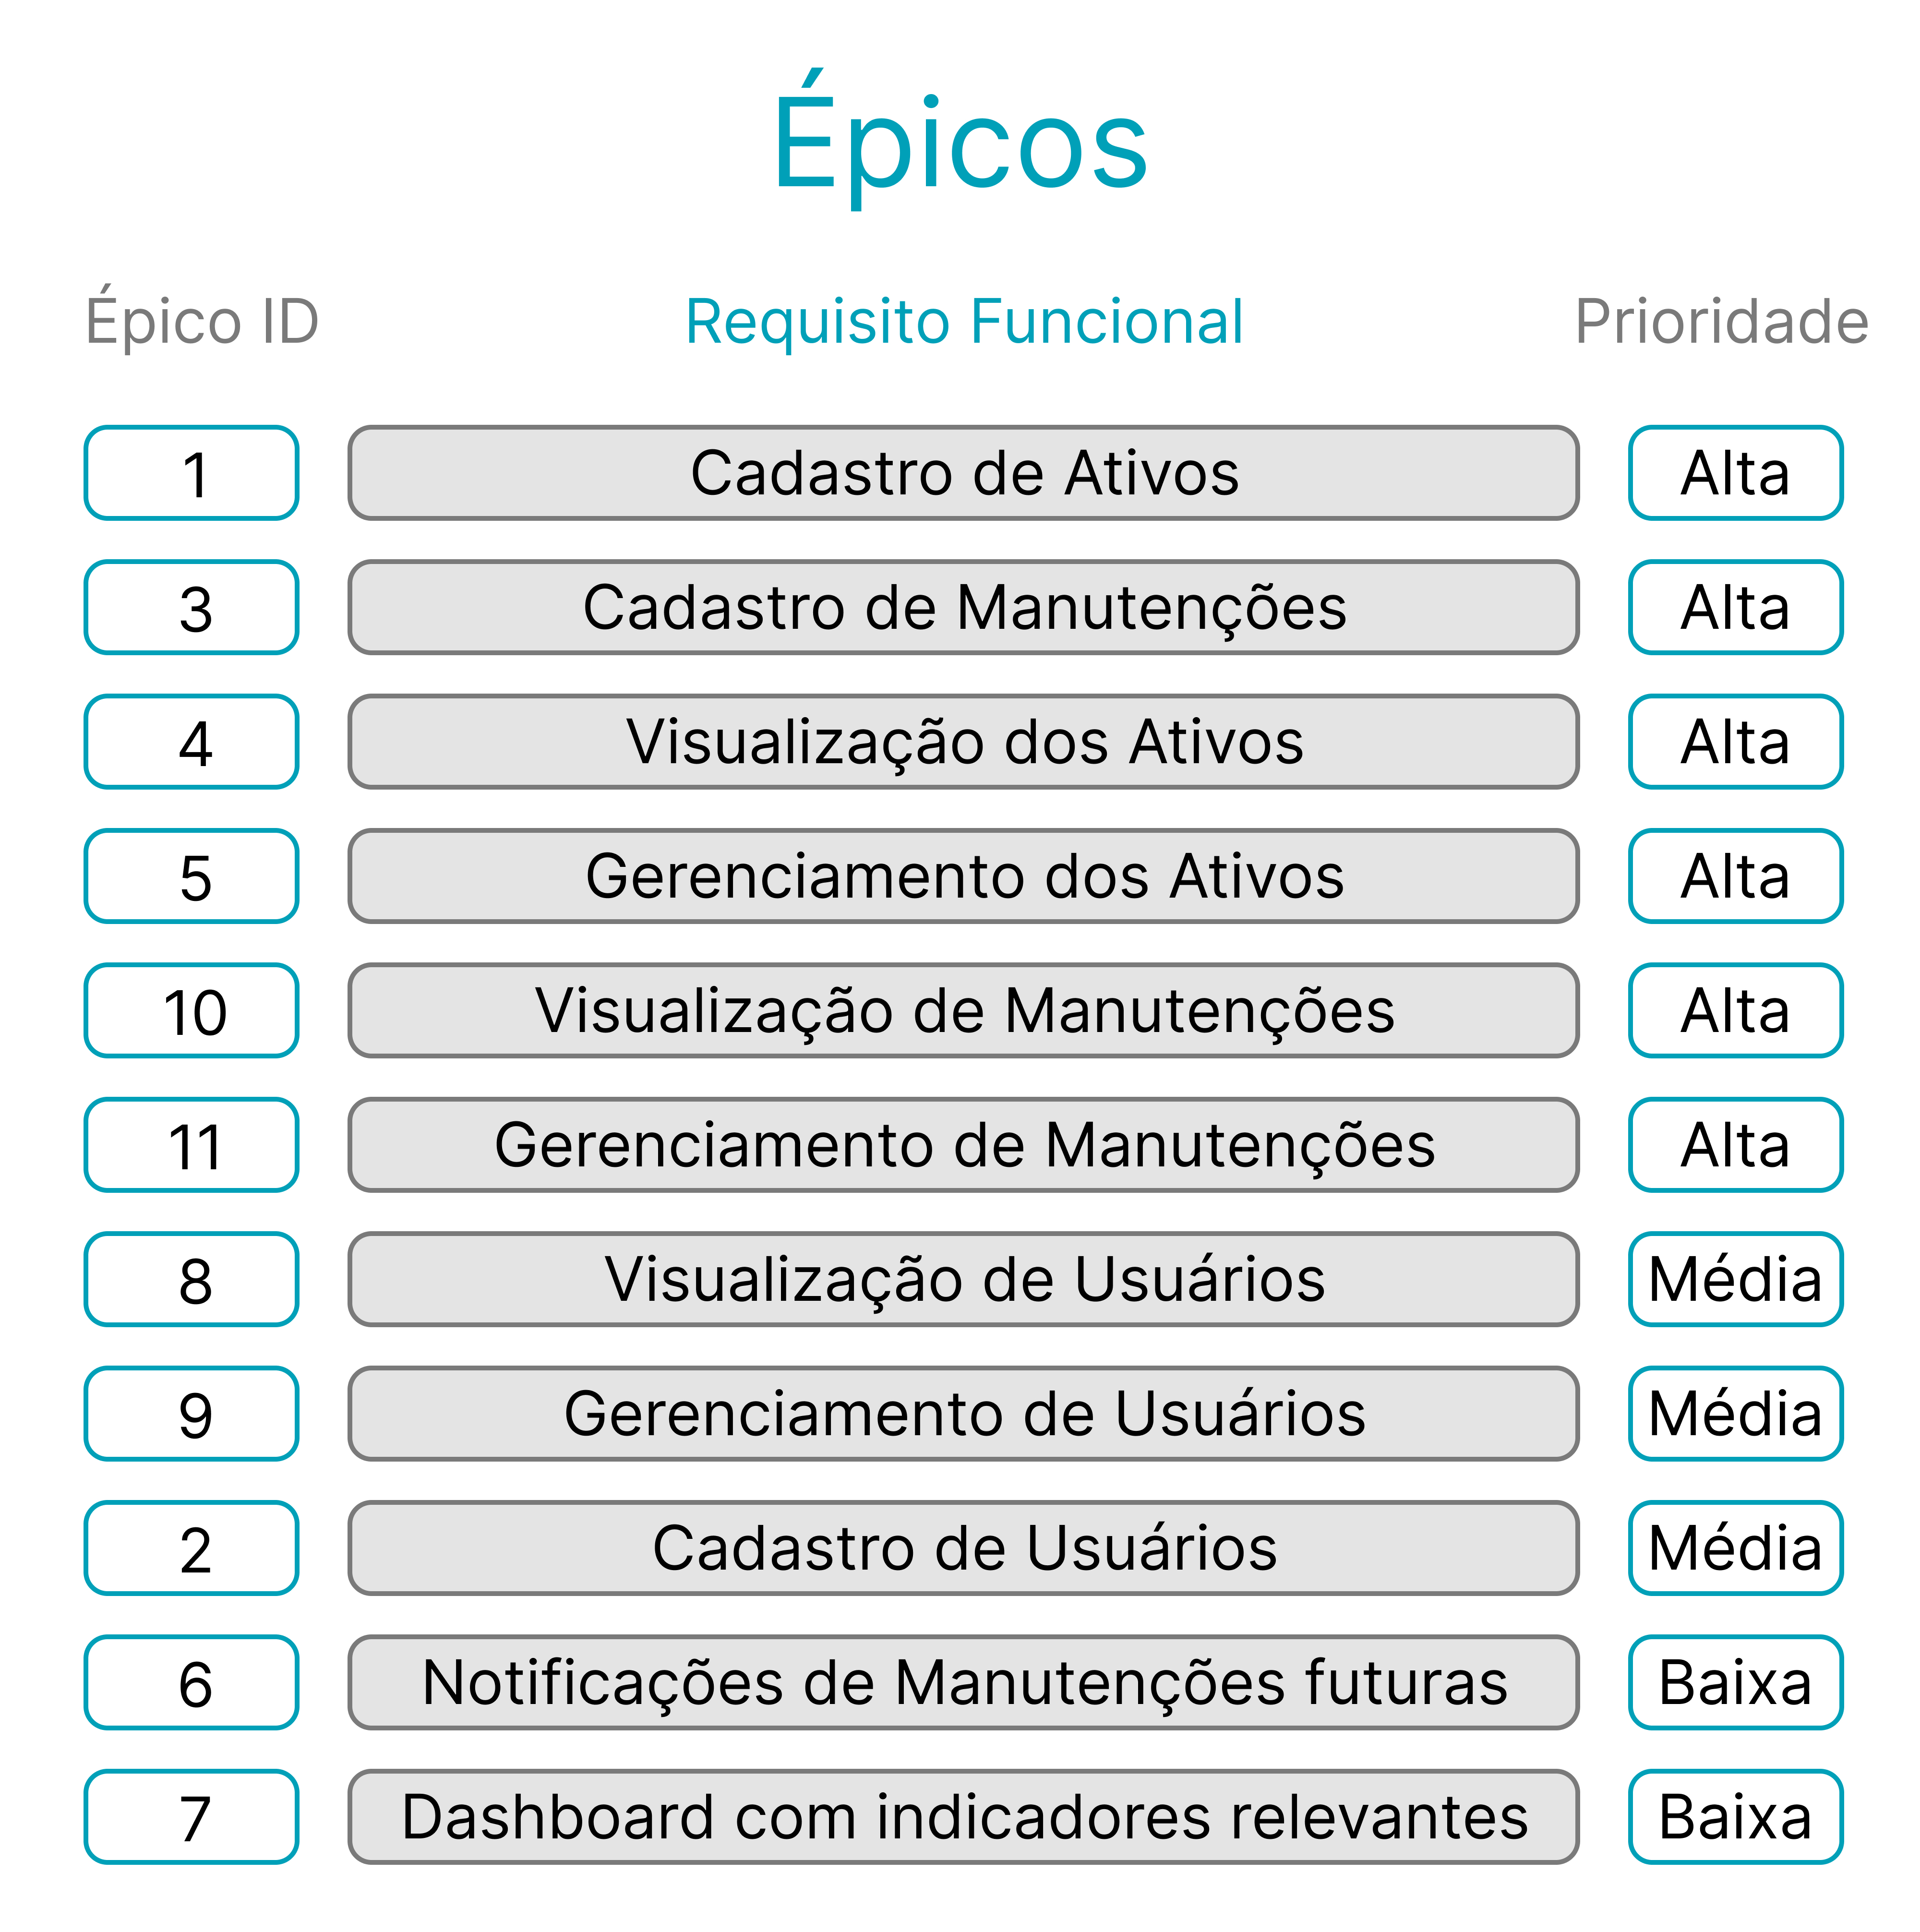 Épicos
Épico ID Requisito Funcional Prioridade
1 Cadastro de Ativos Alta
3 Cadastro de Manutenções Alta
4 Visualização dos Ativos Alta
5 Gerenciamento dos Ativos Alta
10 Visualização de Manutenções Alta
11 Gerenciamento de Manutenções Alta
8 Visualização de Usuários Média
9 Gerenciamento de Usuários Média
2 Cadastro de Usuários Média
6 Notificações de Manutenções futuras Baixa
7 Dashboard com indicadores relevantes Baixa